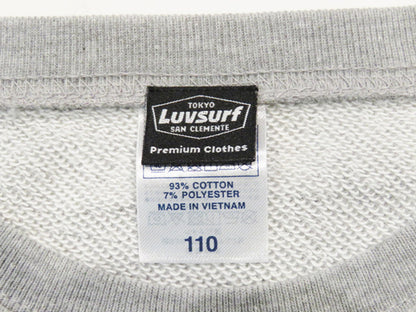 TOKYO
Luvsurf
SAN CLEMENTE
Premium Clothes
93% COTTON
7% POLYESTER
MADE IN VIETNAM
110